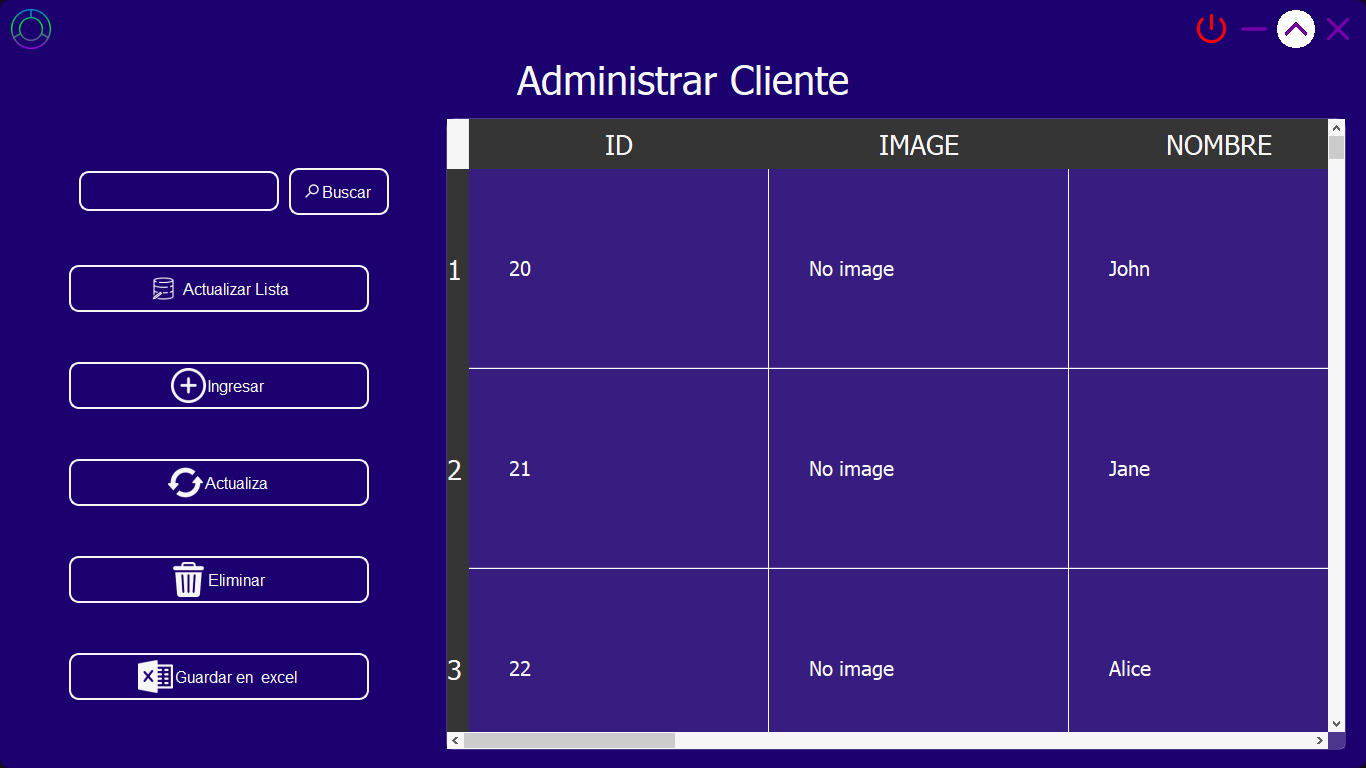 Administrar Cliente
Buscar
Actualizar Lista
Ingresar
Actualiza
Eliminar
Guardar en excel
ID IMAGE NOMBRE
1 20 No image John
2 21 No image Jane
3 22 No image Alice